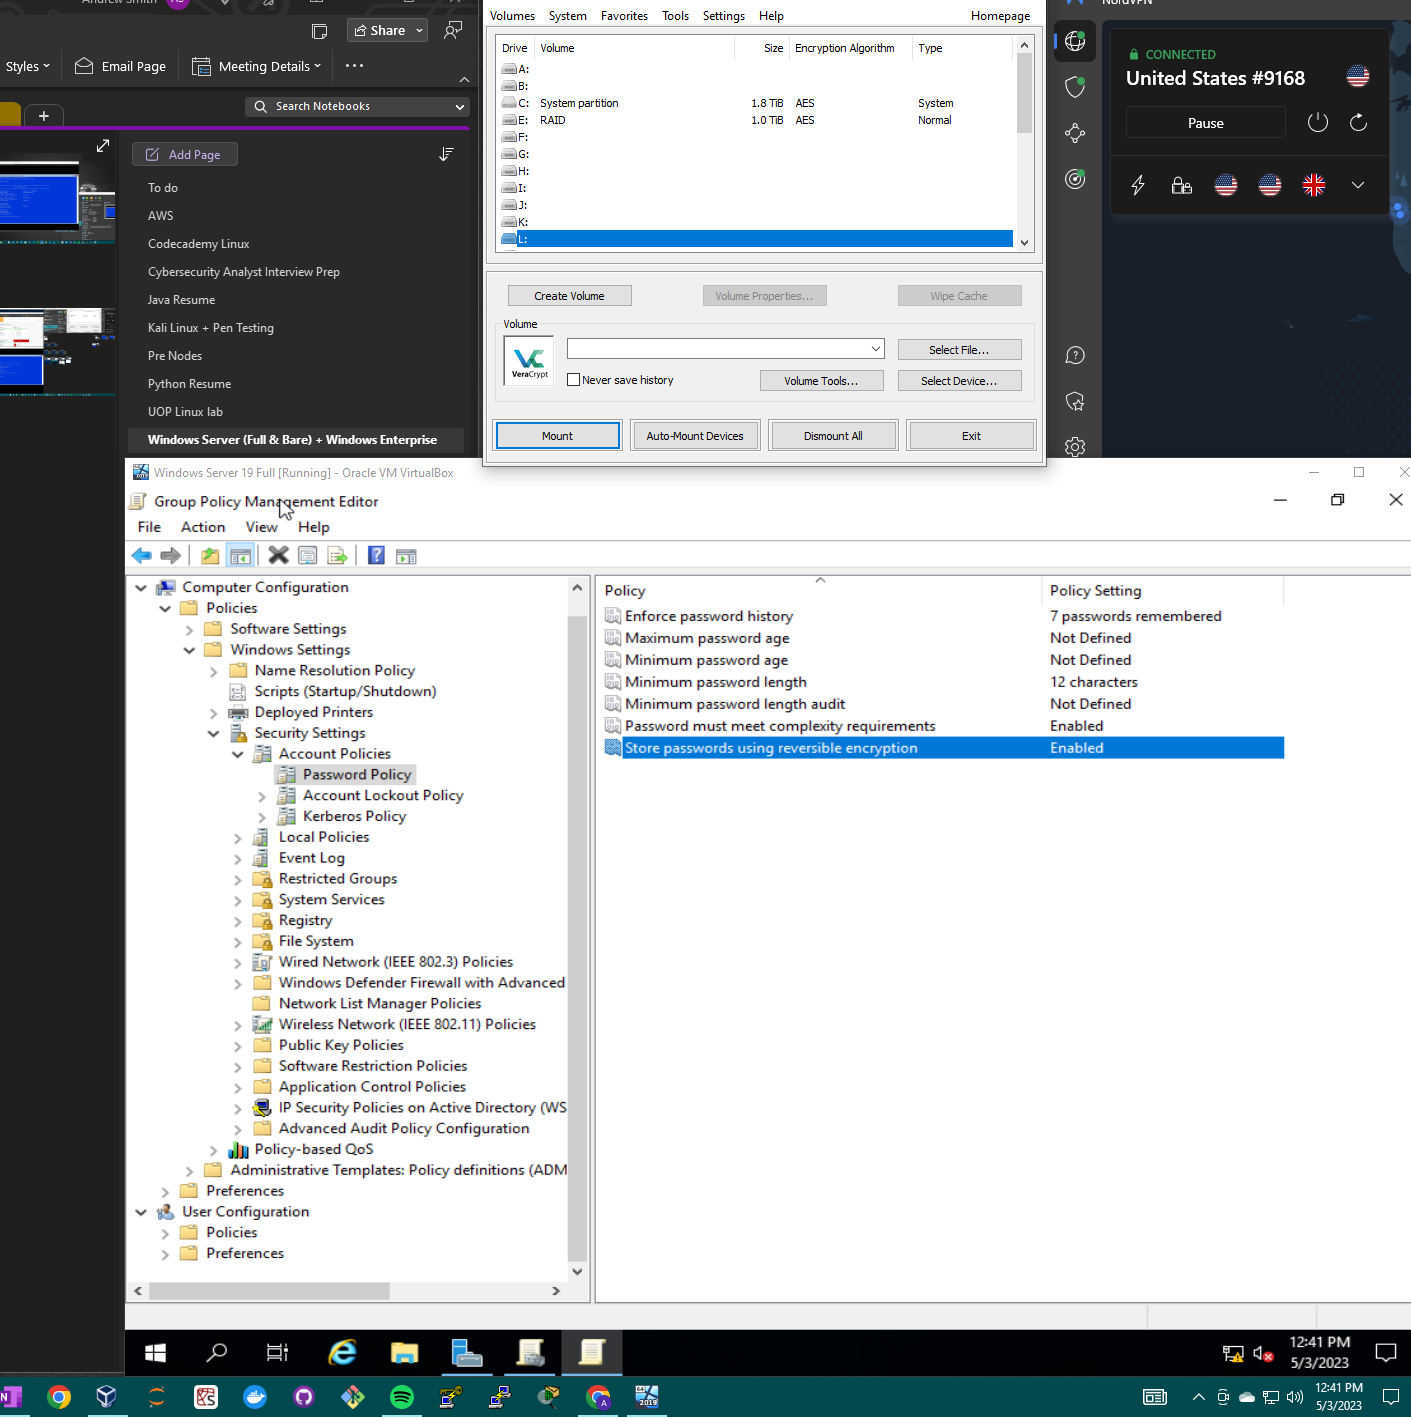 Andrew Smith
NordVPN
Volumes System Favorites Tools Settings Help Homepage
Share
Styles Email Page Meeting Details
Search Notebooks
Add Page
To do
AWS
Codecademy Linux
Cybersecurity Analyst Interview Prep
Java Resume
Kali Linux + Pen Testing
Pre Nodes
Python Resume
UOP Linux lab
Windows Server (Full & Bare) + Windows Enterprise
Drive Volume Size Encryption Algorithm Type
A:
B:
C: System partition 1.8 TiB AES System
E: RAID 1.0 TiB AES Normal
F:
G:
H:
I:
J:
K:
L:
Create Volume Volume Properties... Wipe Cache
Volume
VeraCrypt
Select File...
Never save history Volume Tools... Select Device...
Mount Auto-Mount Devices Dismount All Exit
CONNECTED
United States #9168
Pause
Windows Server 19 Full [Running] - Oracle VM VirtualBox
Group Policy Management Editor
File Action View Help
Computer Configuration
Policies
Software Settings
Windows Settings
Name Resolution Policy
Scripts (Startup/Shutdown)
Deployed Printers
Security Settings
Account Policies
Password Policy
Account Lockout Policy
Kerberos Policy
Local Policies
Event Log
Restricted Groups
System Services
Registry
File System
Wired Network (IEEE 802.3) Policies
Windows Defender Firewall with Advanced
Network List Manager Policies
Wireless Network (IEEE 802.11) Policies
Public Key Policies
Software Restriction Policies
Application Control Policies
IP Security Policies on Active Directory (WS
Advanced Audit Policy Configuration
Policy-based QoS
Administrative Templates: Policy definitions (ADM
Preferences
User Configuration
Policies
Preferences
Policy Policy Setting
Enforce password history 7 passwords remembered
Maximum password age Not Defined
Minimum password age Not Defined
Minimum password length 12 characters
Minimum password length audit Not Defined
Password must meet complexity requirements Enabled
Store passwords using reversible encryption Enabled
12:41 PM
5/3/2023
12:41 PM
5/3/2023